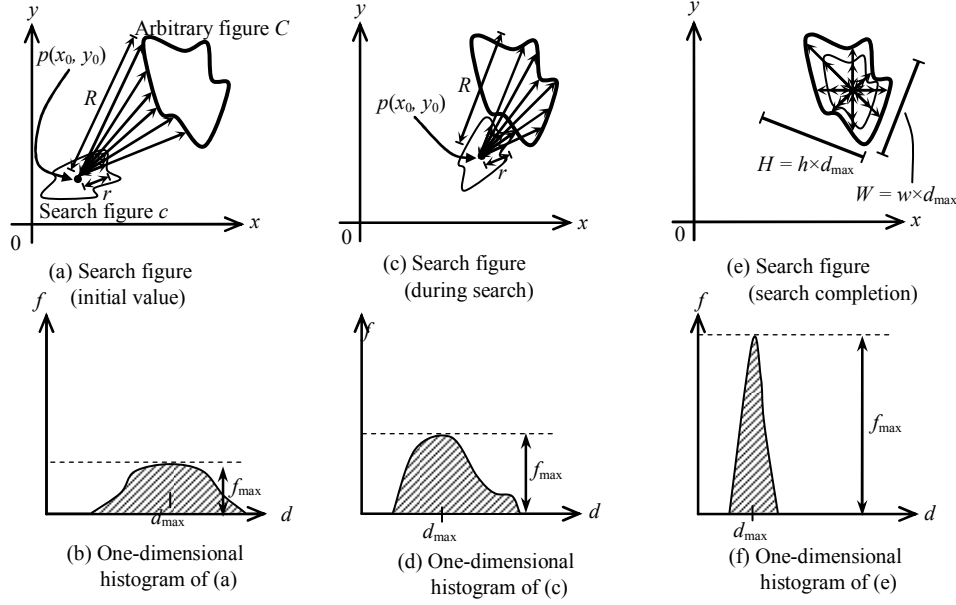 y
Arbitrary figure C
p(x0, y0)
R
r
Search figure c
0
x
(a) Search figure
(initial value)
y
R
p(x0, y0)
r
0
x
(c) Search figure
(during search)
y
H = h×dmax
W = w×dmax
0
x
(e) Search figure
(search completion)
f
fmax
dmax
d
(b) One-dimensional
histogram of (a)
f
fmax
dmax
d
(d) One-dimensional
histogram of (c)
f
fmax
dmax
d
(f) One-dimensional
histogram of (e)